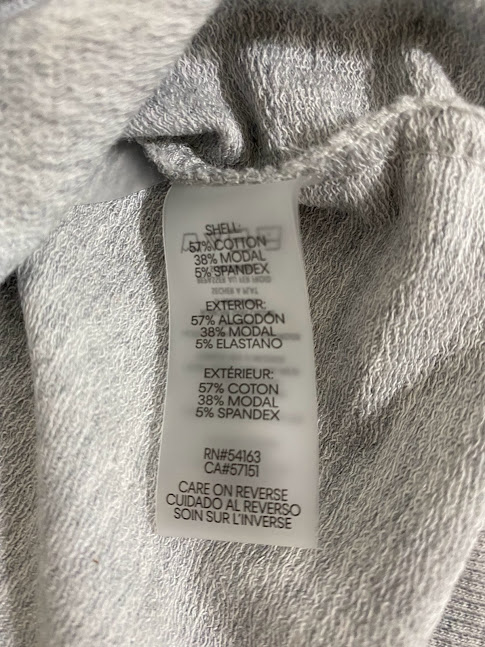 SHELL:
57% COTTON
38% MODAL
5% SPANDEX
EXTERIOR:
57% ALGODÓN
38% MODAL
5% ELASTANO
EXTÉRIEUR:
57% COTON
38% MODAL
5% SPANDEX
RN#54163
CA#57151
CARE ON REVERSE
CUIDADO AL REVERSO
SOIN SUR L'INVERSE